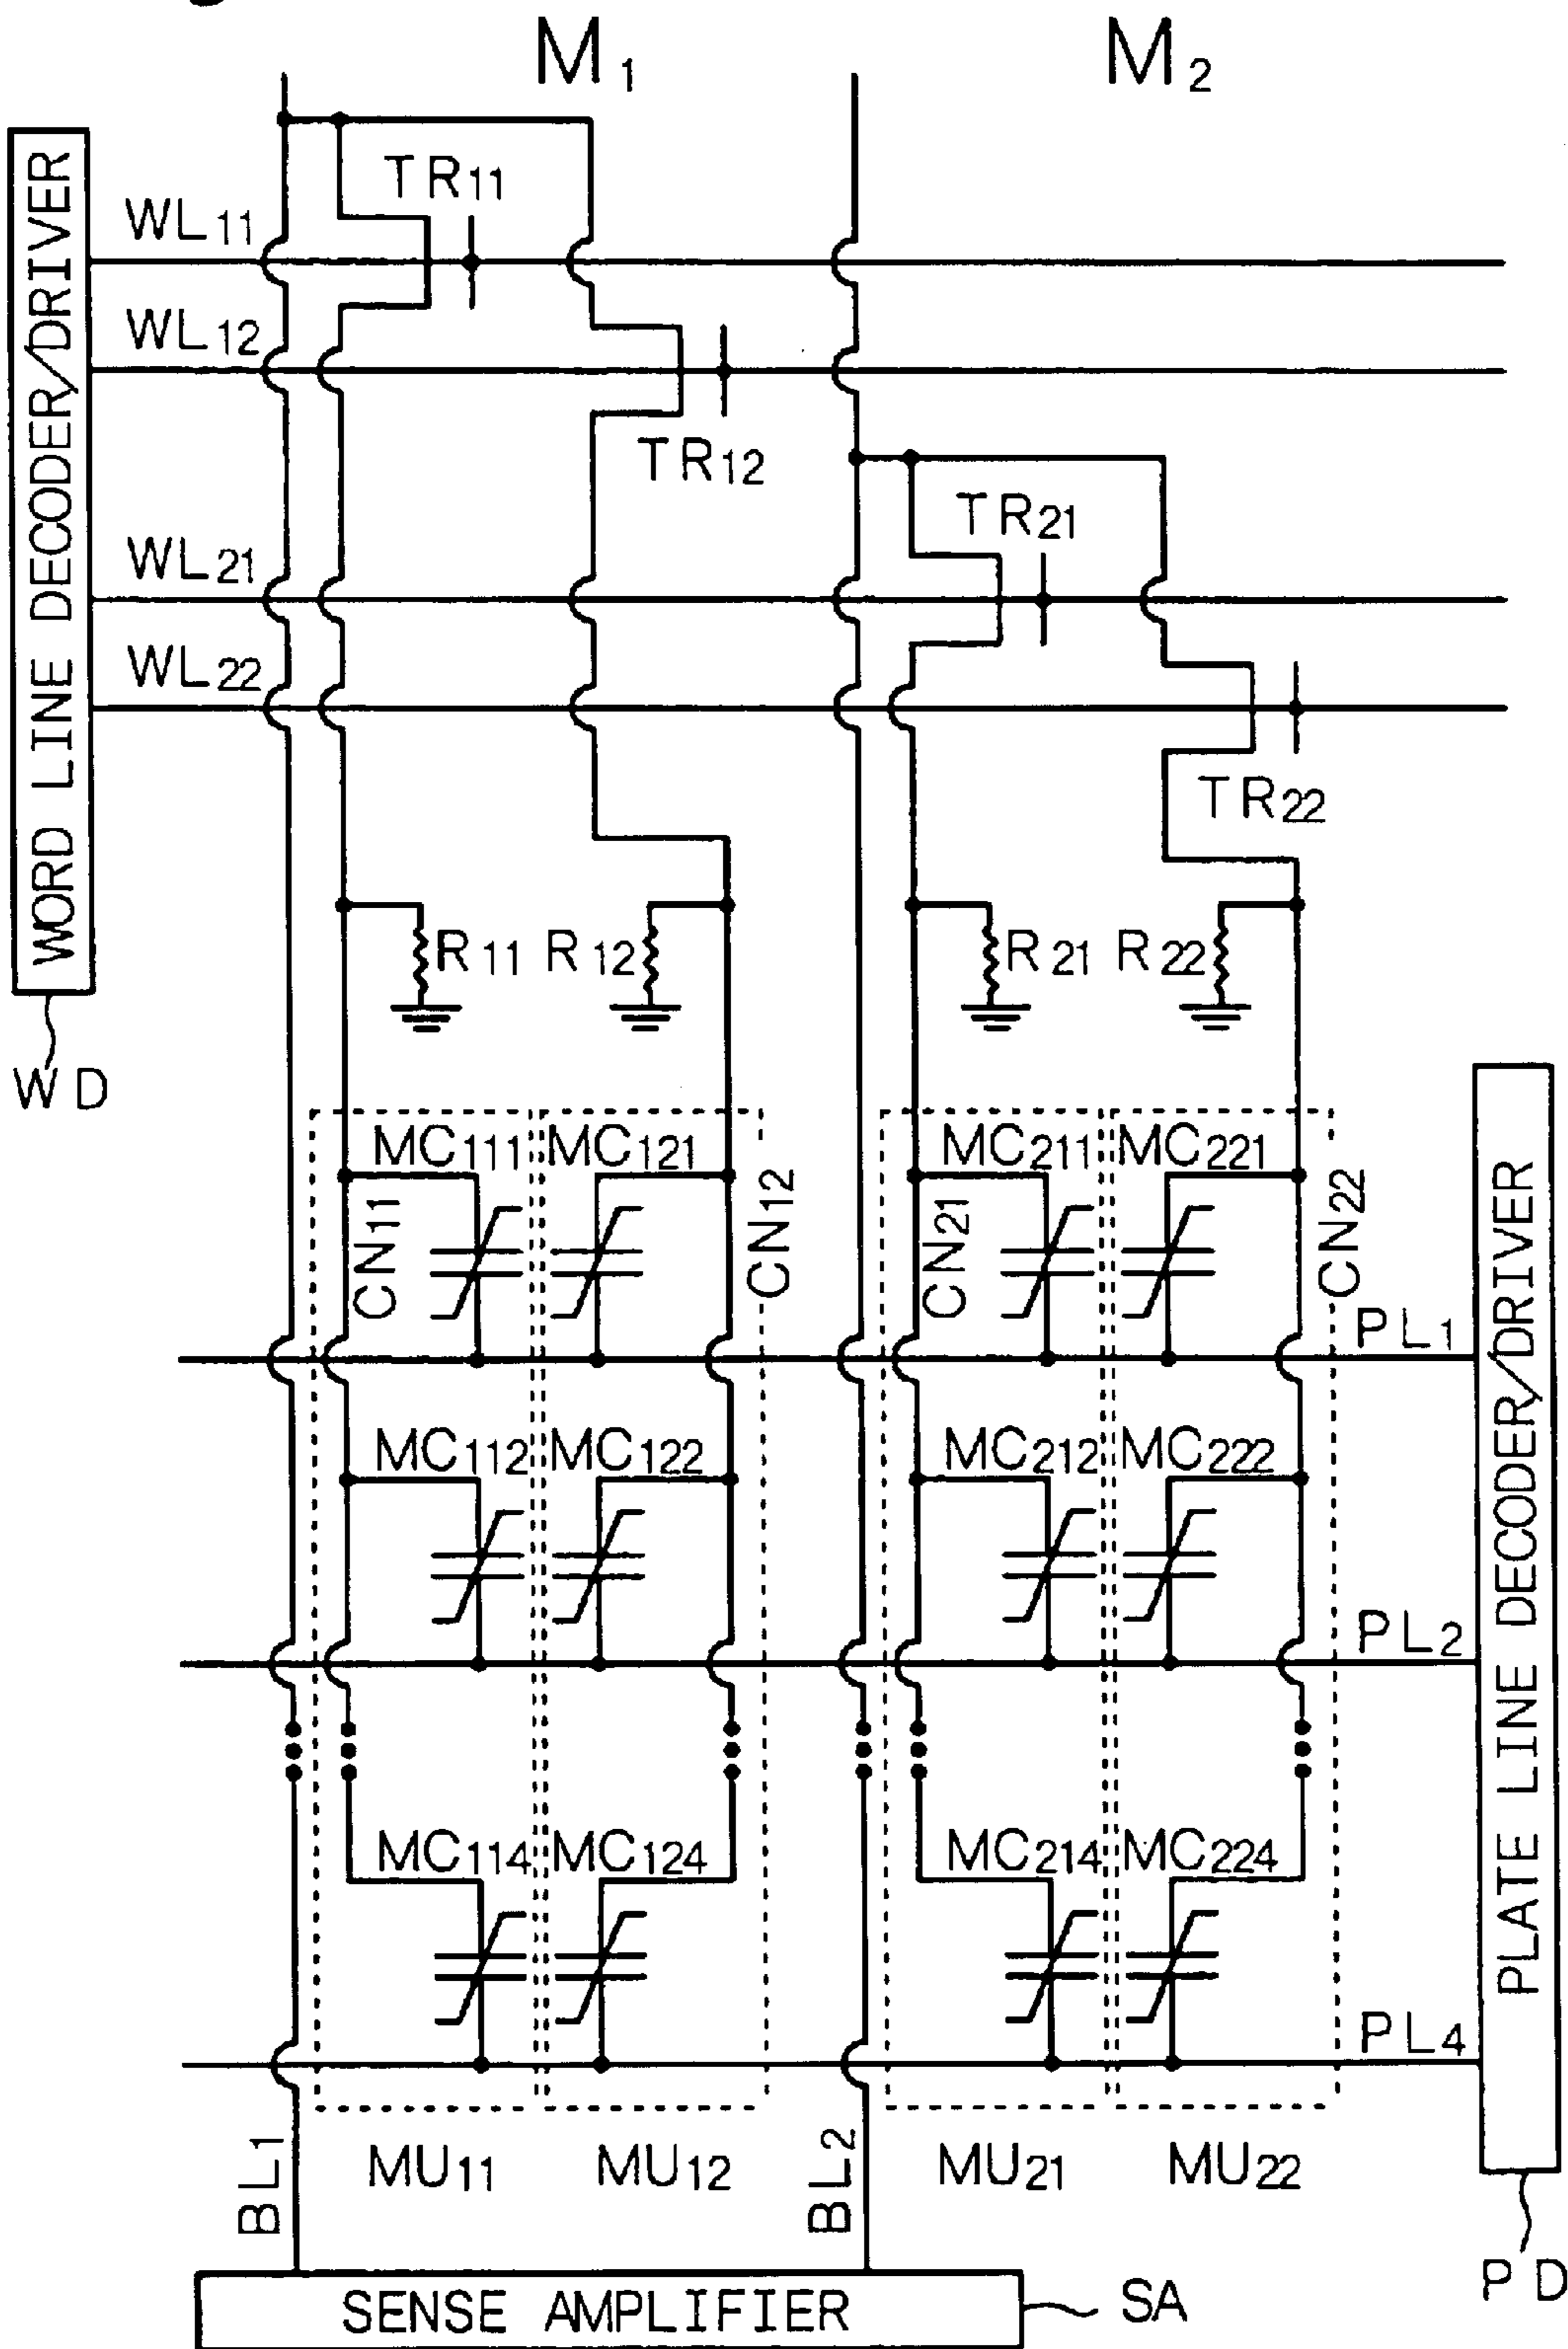 M1
M2
WORD LINE DECODER/DRIVER
WD
WL11
WL12
WL21
WL22
TR11
TR12
TR21
TR22
R11
R12
R21
R22
MC111
MC121
MC211
MC221
CN11
CN12
CN21
CN22
PL1
MC112
MC122
MC212
MC222
PL2
MC114
MC124
MC214
MC224
PL4
PLATE LINE DECODER/DRIVER
PD
BL1
MU11
MU12
BL2
MU21
MU22
SENSE AMPLIFIER
SA